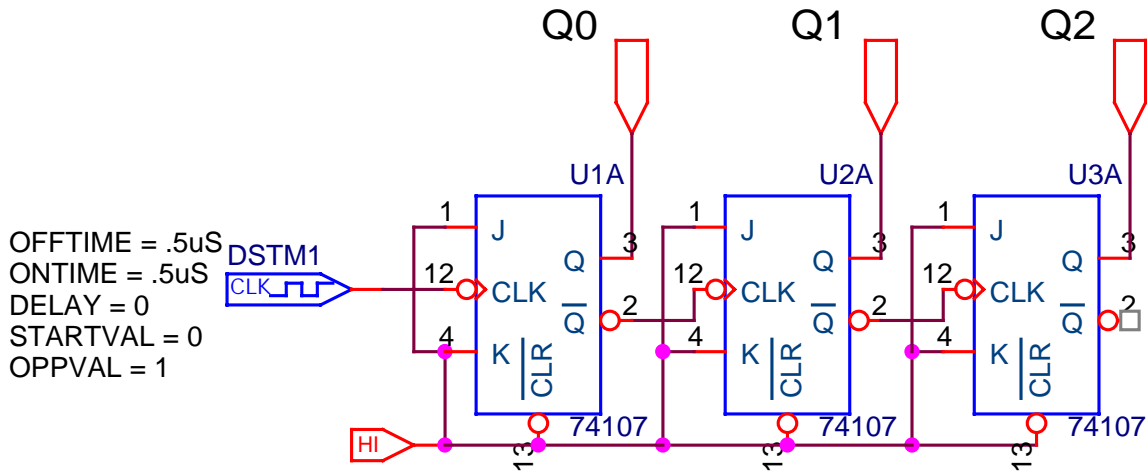 Q0 Q1 Q2
U1A U2A U3A
OFFTIME = .5uS
ONTIME = .5uS
DELAY = 0
STARTVAL = 0
OPPVAL = 1
DSTM1
CLK
1 J
12 CLK
4 K
Q 3
Q 2
CLR
13
74107
1 J
12 CLK
4 K
Q 3
Q 2
CLR
13
74107
1 J
12 CLK
4 K
Q 3
Q 2
CLR
13
74107
HI